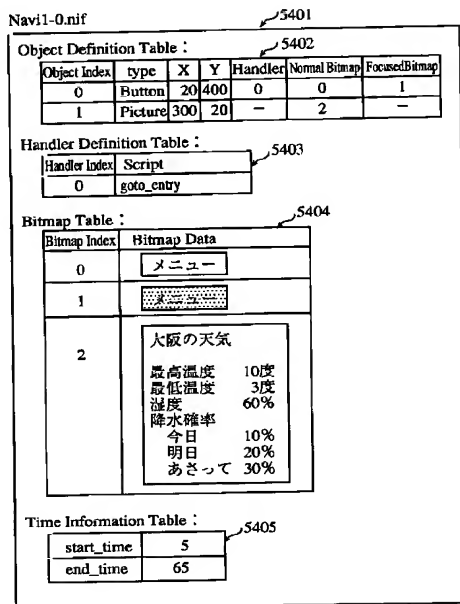 Navi1-0.nif
5401
Object Definition Table :
5402
Object Index type X Y Handler Normal Bitmap FocusedBitmap
0 Button 20 400 0 0 1
1 Picture 300 20 — 2 —
Handler Definition Table :
5403
Handler Index Script
0 goto_entry
Bitmap Table :
5404
Bitmap Index Bitmap Data
0 メニュー
1 メニュー
2
大阪の天気
最高温度 10度
最低温度 3度
湿度 60%
降水確率
今日 10%
明日 20%
あさって 30%
Time Information Table :
5405
start_time 5
end_time 65